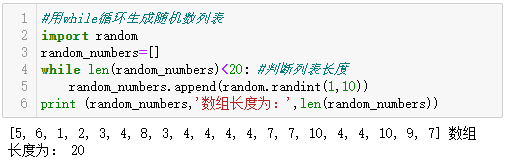 1 #用while循环生成随机数列表
2 import random
3 random_numbers=[]
4 while len(random_numbers)<20: #判断列表长度
5     random_numbers.append(random.randint(1,10))
6 print (random_numbers,'数组长度为：',len(random_numbers))
[5, 6, 1, 2, 3, 4, 8, 3, 4, 4, 4, 4, 7, 7, 10, 4, 4, 10, 9, 7] 数组
长度为： 20